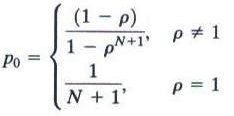 p₀ = { (1 − ρ) / (1 − ρ^{N+1}), ρ ≠ 1
1 / (N + 1), ρ = 1